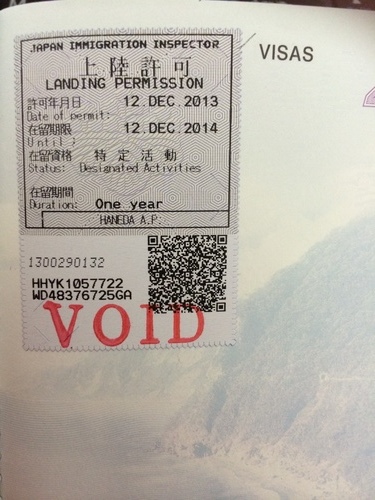 JAPAN IMMIGRATION INSPECTOR
VISAS
上陸許可
LANDING PERMISSION
許可年月日 12.DEC.2013
Date of permit:
在留期限 12.DEC.2014
Until :
在留資格 特定活動
Status: Designated Activities
在留期間
Duration: One year
HANEDA A.P.
1300290132
HHYK1057722
WD48376725GA
VOID